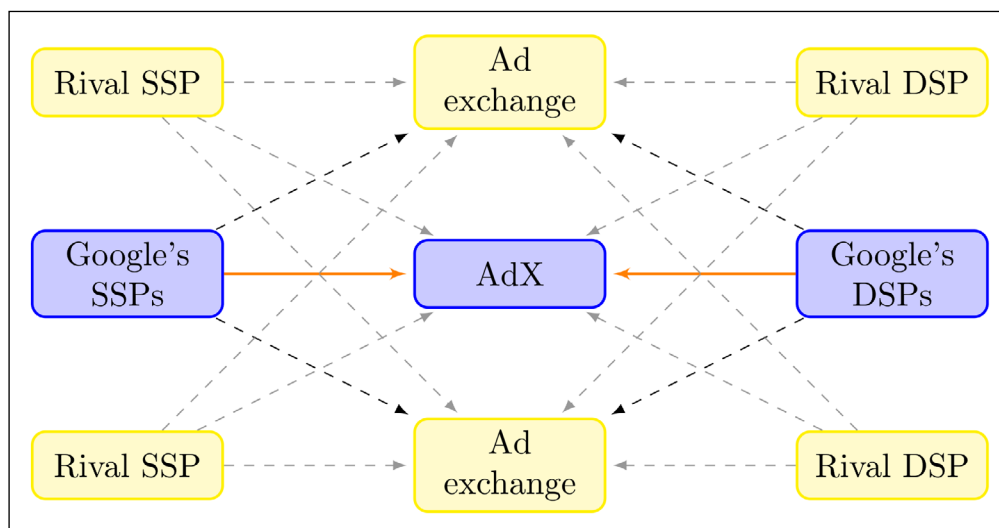 Rival SSP
Ad
exchange
Rival DSP
Google's
SSPs
AdX
Google's
DSPs
Rival SSP
Ad
exchange
Rival DSP